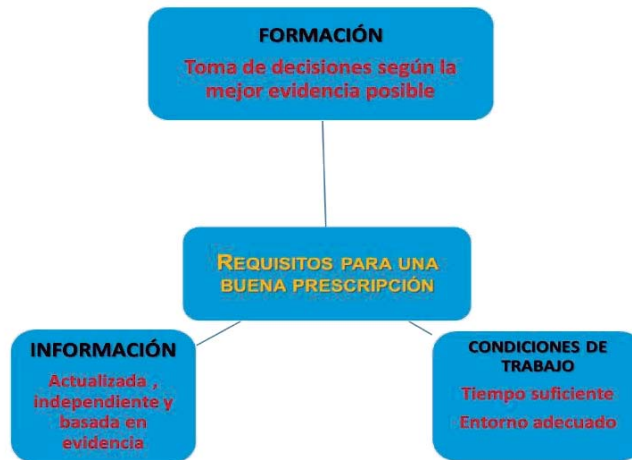 FORMACIÓN
Toma de decisiones según la
mejor evidencia posible
REQUISITOS PARA UNA
BUENA PRESCRIPCIÓN
INFORMACIÓN
Actualizada ,
independiente y
basada en
evidencia
CONDICIONES DE
TRABAJO
Tiempo suficiente
Entorno adecuado